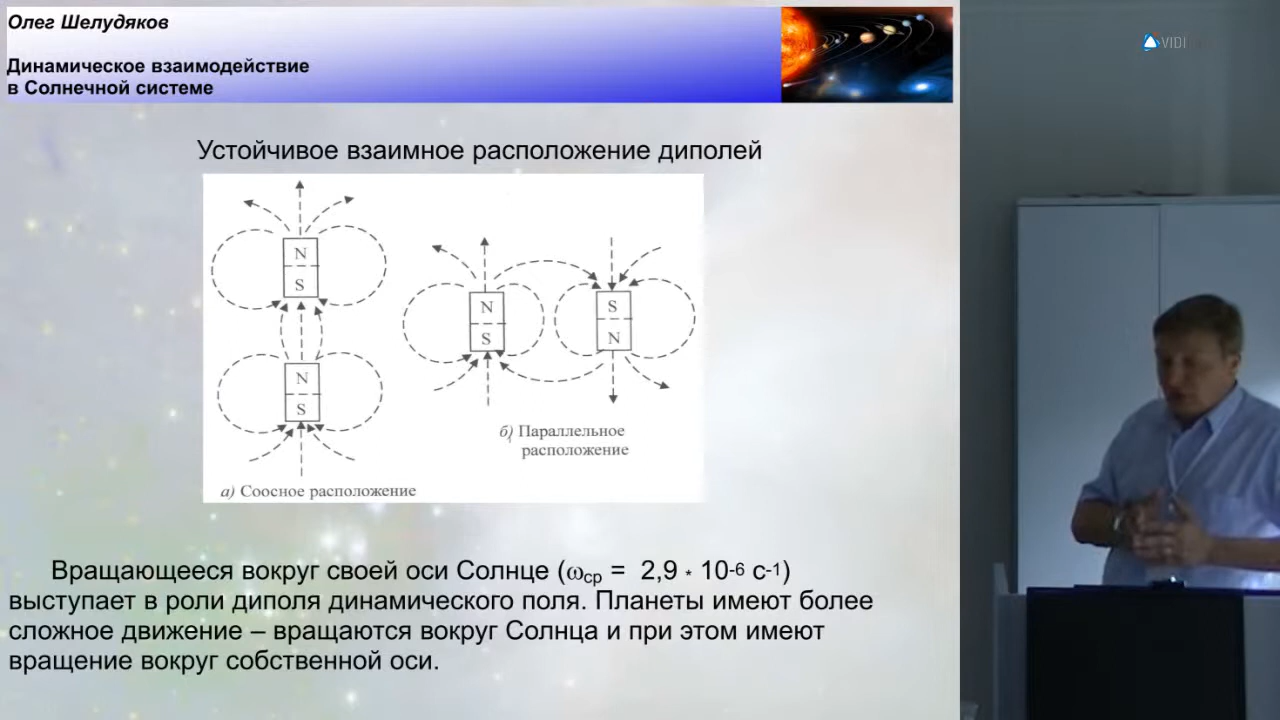 Олег Шелудяков
Динамическое взаимодействие
в Солнечной системе
VIDI
Устойчивое взаимное расположение диполей
N
S
N
S
N
S
S
N
а) Соосное расположение
б) Параллельное
расположение
Вращающееся вокруг своей оси Солнце (ωср = 2,9 * 10-6 с-1)
выступает в роли диполя динамического поля. Планеты имеют более
сложное движение – вращаются вокруг Солнца и при этом имеют
вращение вокруг собственной оси.